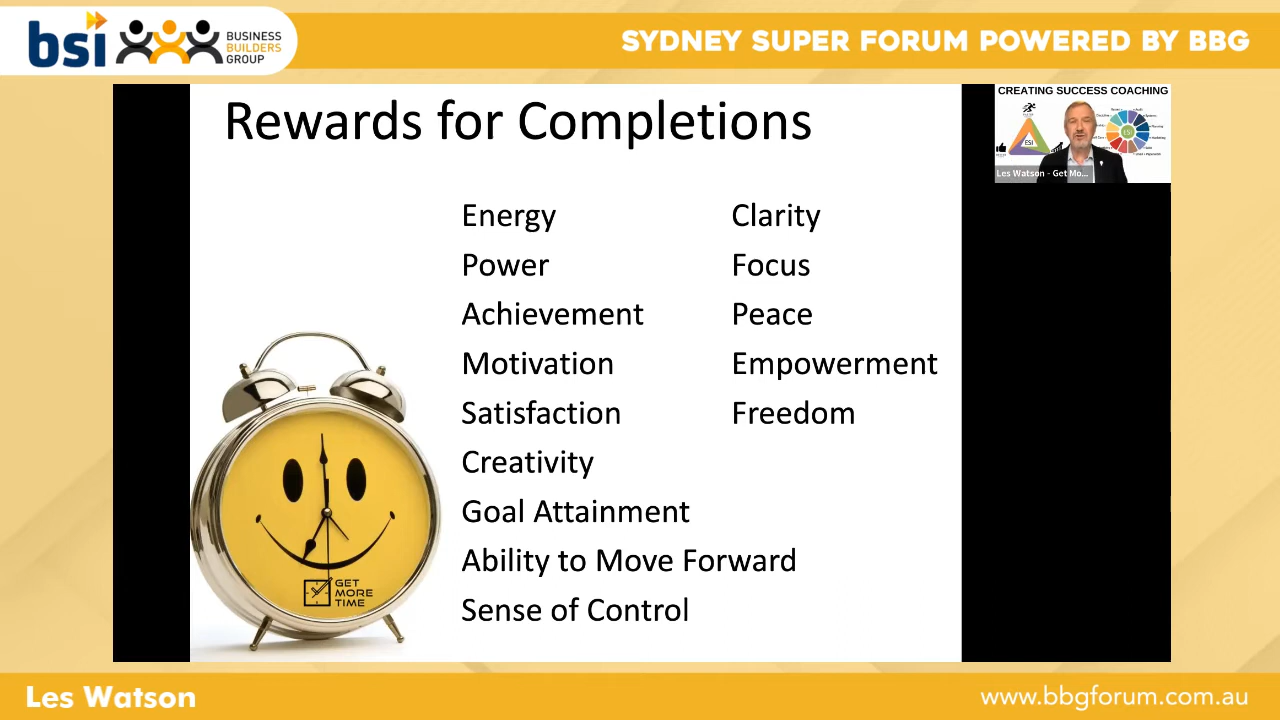 bsi
BUSINESS
BUILDERS
GROUP
SYDNEY SUPER FORUM POWERED BY BBG
Rewards for Completions
CREATING SUCCESS COACHING
ESI
ESI
Les Watson - Get Mo...
Energy
Power
Achievement
Motivation
Satisfaction
Creativity
Goal Attainment
Ability to Move Forward
Sense of Control
Clarity
Focus
Peace
Empowerment
Freedom
GET
MORE
TIME
Les Watson
www.bbgforum.com.au